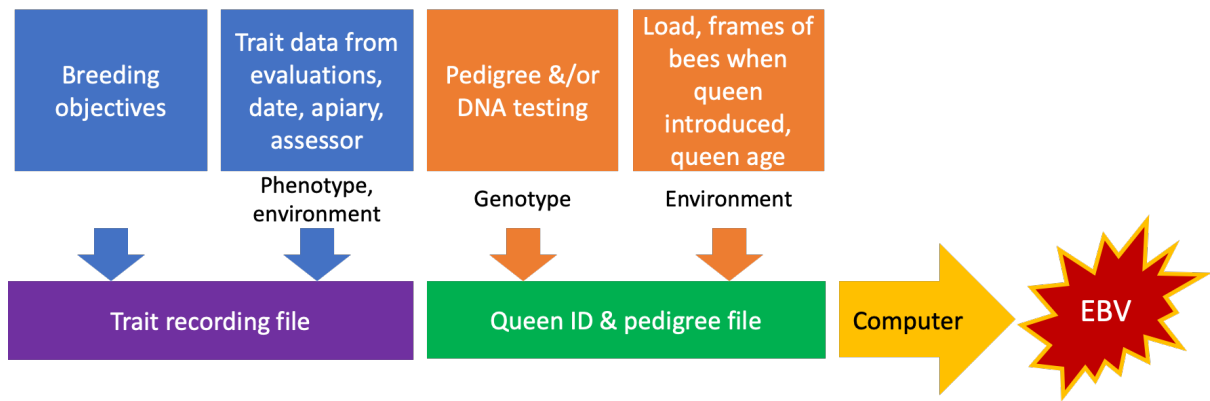 Breeding
objectives
Trait data from
evaluations,
date, apiary,
assessor
Pedigree &/or
DNA testing
Load, frames of
bees when
queen
introduced,
queen age
Phenotype,
environment
Genotype
Environment
Trait recording file
Queen ID & pedigree file
Computer
EBV